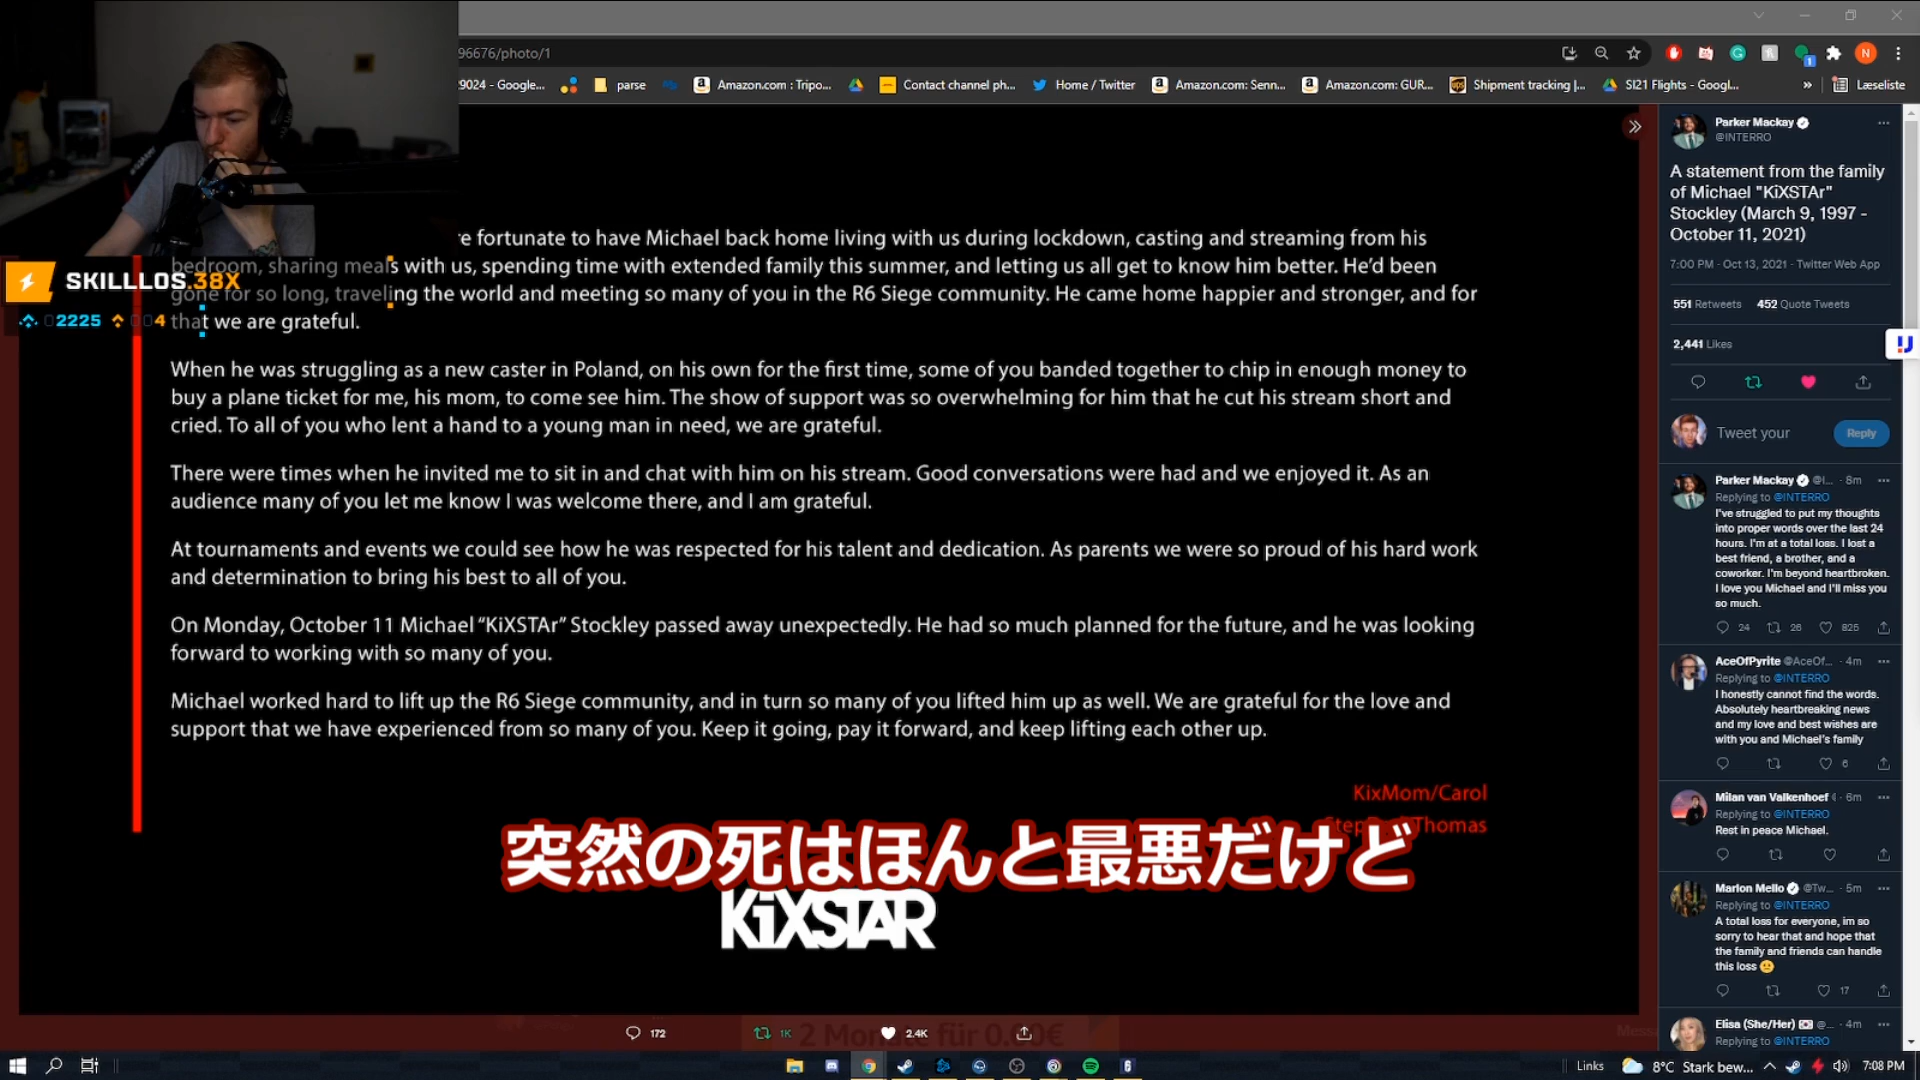 96676/photo/1
9024 - Google...
parse
Amazon.com : Tripo...
Contact channel ph...
Home / Twitter
Amazon.com: Senn...
Amazon.com: GUR...
Shipment tracking |...
SI21 Flights - Googl...
»
Læseliste
SKILLLOS.38X
02225
004
re fortunate to have Michael back home living with us during lockdown, casting and streaming from his
bedroom, sharing meals with us, spending time with extended family this summer, and letting us all get to know him better. He'd been
gone for so long, traveling the world and meeting so many of you in the R6 Siege community. He came home happier and stronger, and for
that we are grateful.
When he was struggling as a new caster in Poland, on his own for the first time, some of you banded together to chip in enough money to
buy a plane ticket for me, his mom, to come see him. The show of support was so overwhelming for him that he cut his stream short and
cried. To all of you who lent a hand to a young man in need, we are grateful.
There were times when he invited me to sit in and chat with him on his stream. Good conversations were had and we enjoyed it. As an
audience many of you let me know I was welcome there, and I am grateful.
At tournaments and events we could see how he was respected for his talent and dedication. As parents we were so proud of his hard work
and determination to bring his best to all of you.
On Monday, October 11 Michael “KiXSTAr” Stockley passed away unexpectedly. He had so much planned for the future, and he was looking
forward to working with so many of you.
Michael worked hard to lift up the R6 Siege community, and in turn so many of you lifted him up as well. We are grateful for the love and
support that we have experienced from so many of you. Keep it going, pay it forward, and keep lifting each other up.
KixMom/Carol
Thomas
突然の死はほんと最悪だけど
KiXSTAR
172
1K
2.4K
2 Monate für 0.00€
Parker Mackay
@INTERRO
A statement from the family
of Michael "KiXSTAr"
Stockley (March 9, 1997 -
October 11, 2021)
7:00 PM · Oct 13, 2021 · Twitter Web App
551 Retweets 452 Quote Tweets
2,441 Likes
Tweet your
Reply
Parker Mackay @I... · 8m
Replying to @INTERRO
I've struggled to put my thoughts
into proper words over the last 24
hours. I'm at a total loss. I lost a
best friend, a brother, and a
coworker. I'm beyond heartbroken.
I love you Michael and I'll miss you
so much.
24 26 825
AceOfPyrite @AceOf... · 4m
Replying to @INTERRO
I honestly cannot find the words.
Absolutely heartbreaking news
and my love and best wishes are
with you and Michael's family
6
Milan van Valkenhoef · 6m
Replying to @INTERRO
Rest in peace Michael.
Marlon Mello @Tw... · 5m
Replying to @INTERRO
A total loss for everyone, im so
sorry to hear that and hope that
the family and friends can handle
this loss 😕
17
Elisa (She/Her) @... · 4m
Replying to @INTERRO
Links
8°C Stark bew...
7:08 PM